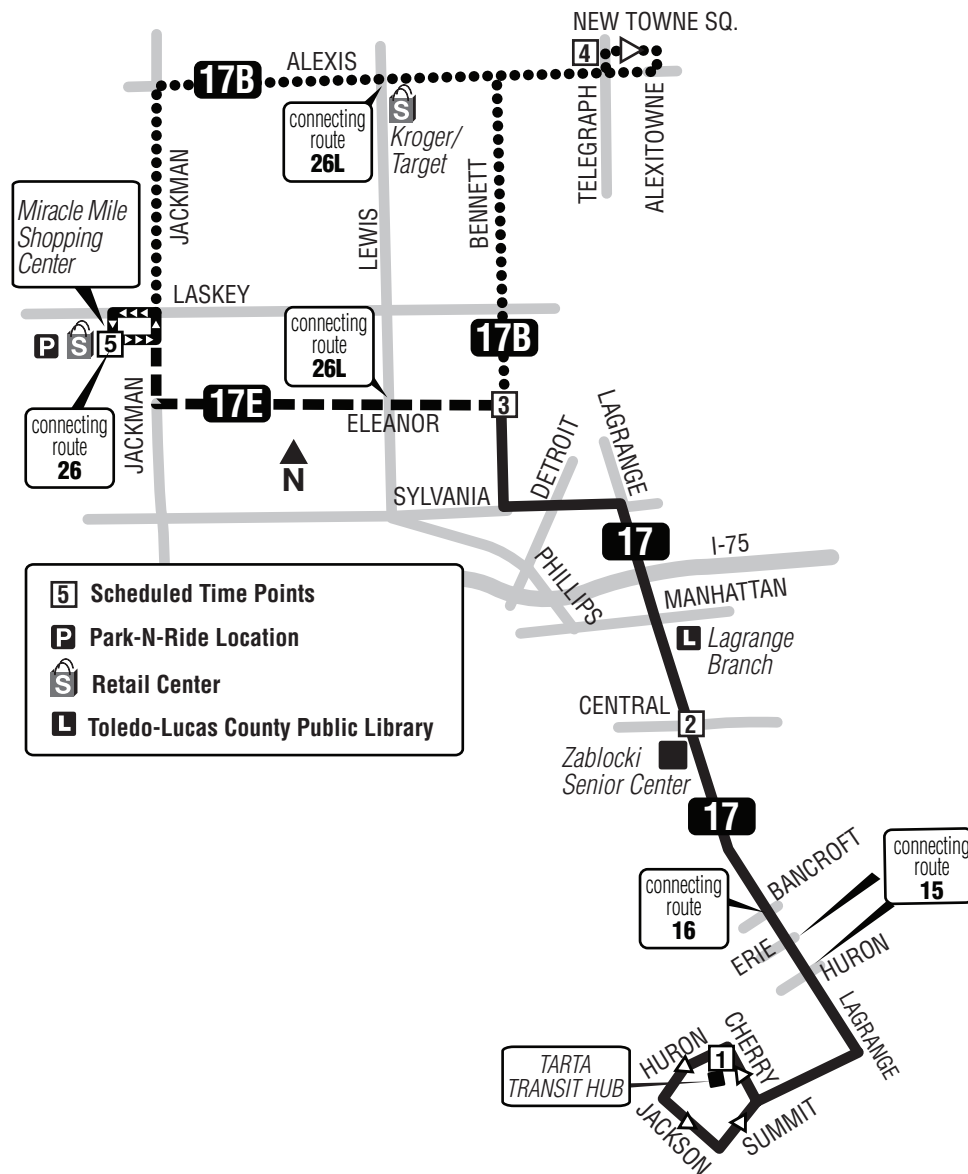 NEW TOWNE SQ.
4
ALEXIS
17B
connecting
route
26L
S
Kroger/
Target
TELEGRAPH
ALEXITOWNE
JACKMAN
LEWIS
BENNETT
Miracle Mile
Shopping
Center
LASKEY
P
S
5
connecting
route
26L
17B
17E
ELEANOR
3
connecting
route
26
JACKMAN
N
SYLVANIA
DETROIT
LAGRANGE
17
I-75
PHILLIPS
MANHATTAN
L
Lagrange
Branch
5 Scheduled Time Points
P Park-N-Ride Location
S Retail Center
L Toledo-Lucas County Public Library
CENTRAL
2
Zablocki
Senior Center
17
connecting
route
16
BANCROFT
connecting
route
15
ERIE
HURON
LAGRANGE
TARTA
TRANSIT HUB
HURON
1
CHERRY
JACKSON
SUMMIT